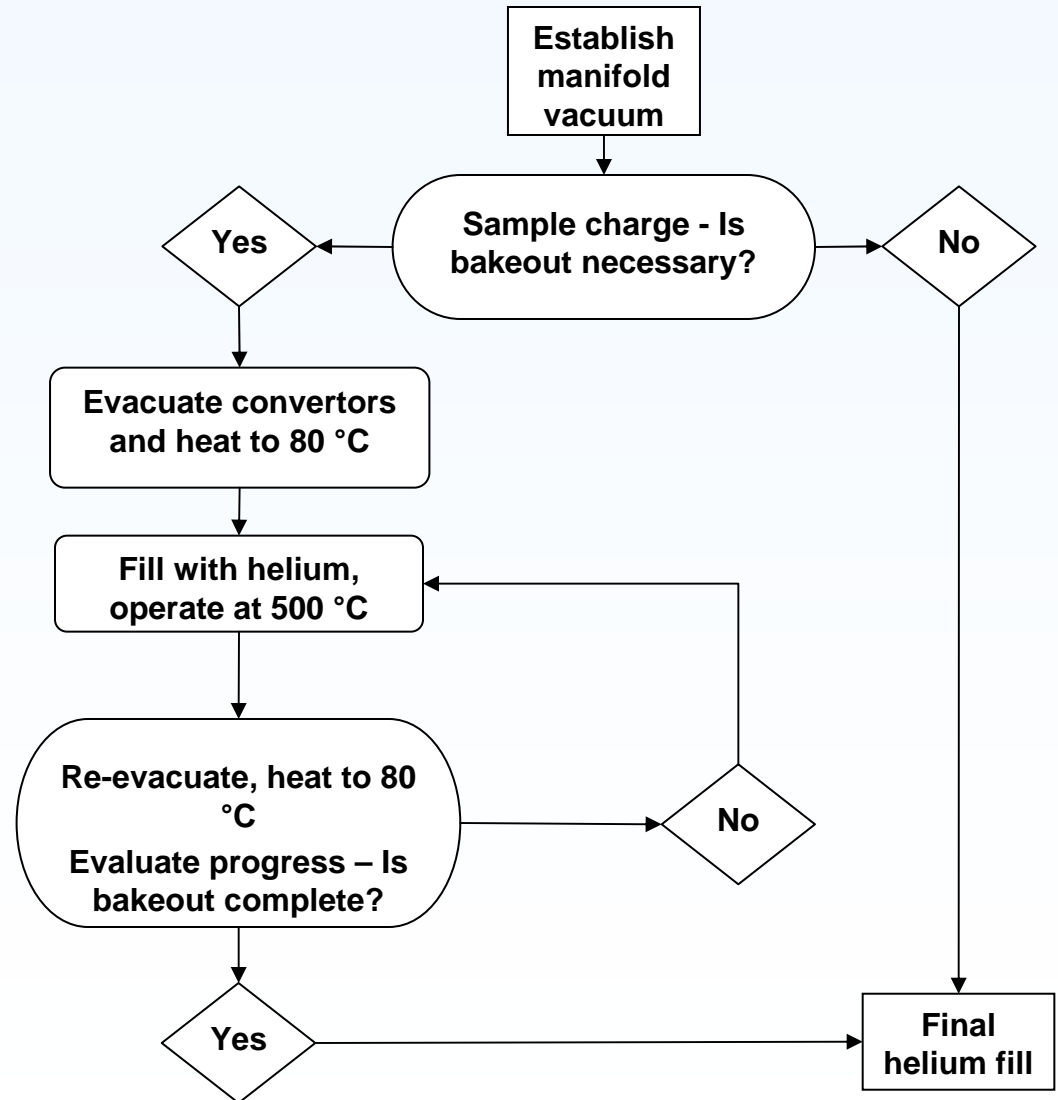 Establish
manifold
vacuum
Yes
Sample charge - Is
bakeout necessary?
No
Evacuate convertors
and heat to 80 °C
Fill with helium,
operate at 500 °C
Re-evacuate, heat to 80
°C
Evaluate progress – Is
bakeout complete?
No
Yes
Final
helium fill